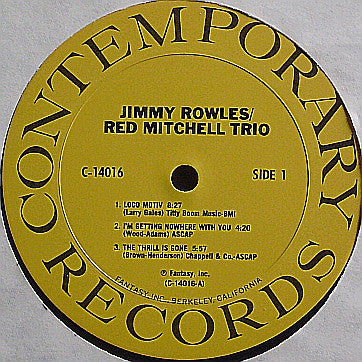 CONTEMPORARY RECORDS
JIMMY ROWLES/
RED MITCHELL TRIO
C-14016 SIDE 1
1. LOCO MOTIV 8:27
(Larry Gales) Titty Boom Music-BMI
2. I'M GETTING NOWHERE WITH YOU 4:20
(Wood-Adams) ASCAP
3. THE THRILL IS GONE 5:57
(Brown-Henderson) Chappell & Co.-ASCAP
℗ Fantasy, Inc.
(C-14016-A)
FANTASY, INC. BERKELEY, CALIFORNIA